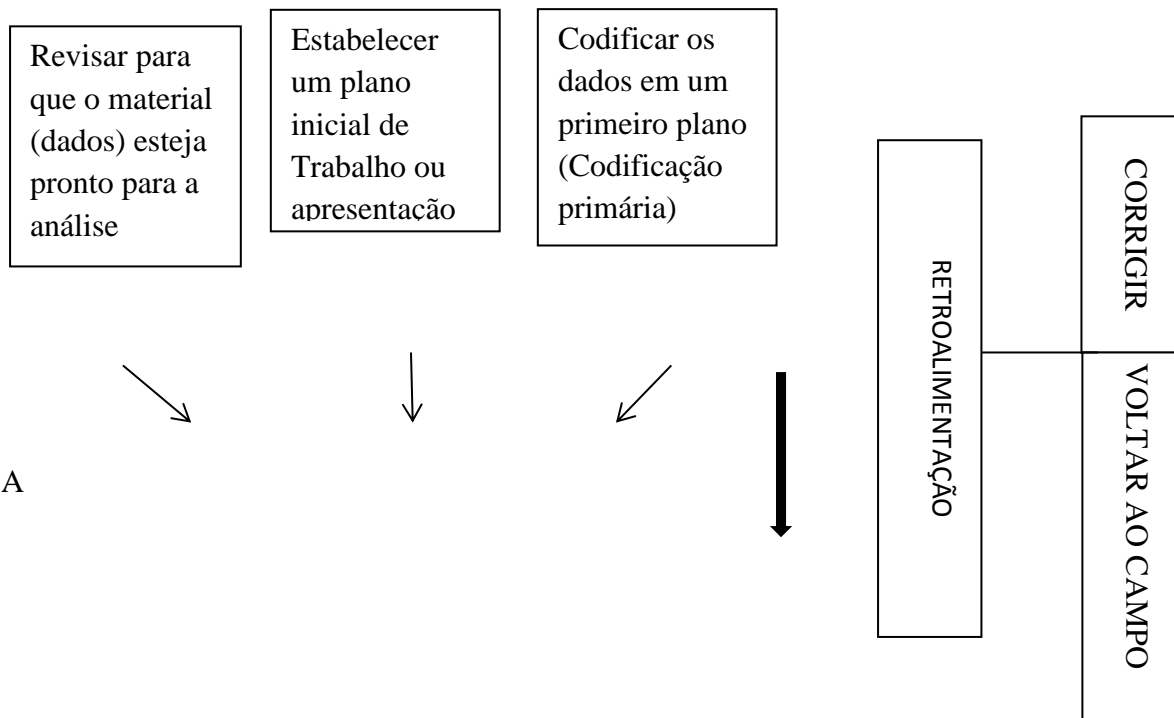 Revisar para
que o material
(dados) esteja
pronto para a
análise
Estabelecer
um plano
inicial de
Trabalho ou
apresentação
Codificar os
dados em um
primeiro plano
(Codificação
primária)
RETROALIMENTAÇÃO
CORRIGIR
VOLTAR AO CAMPO
A